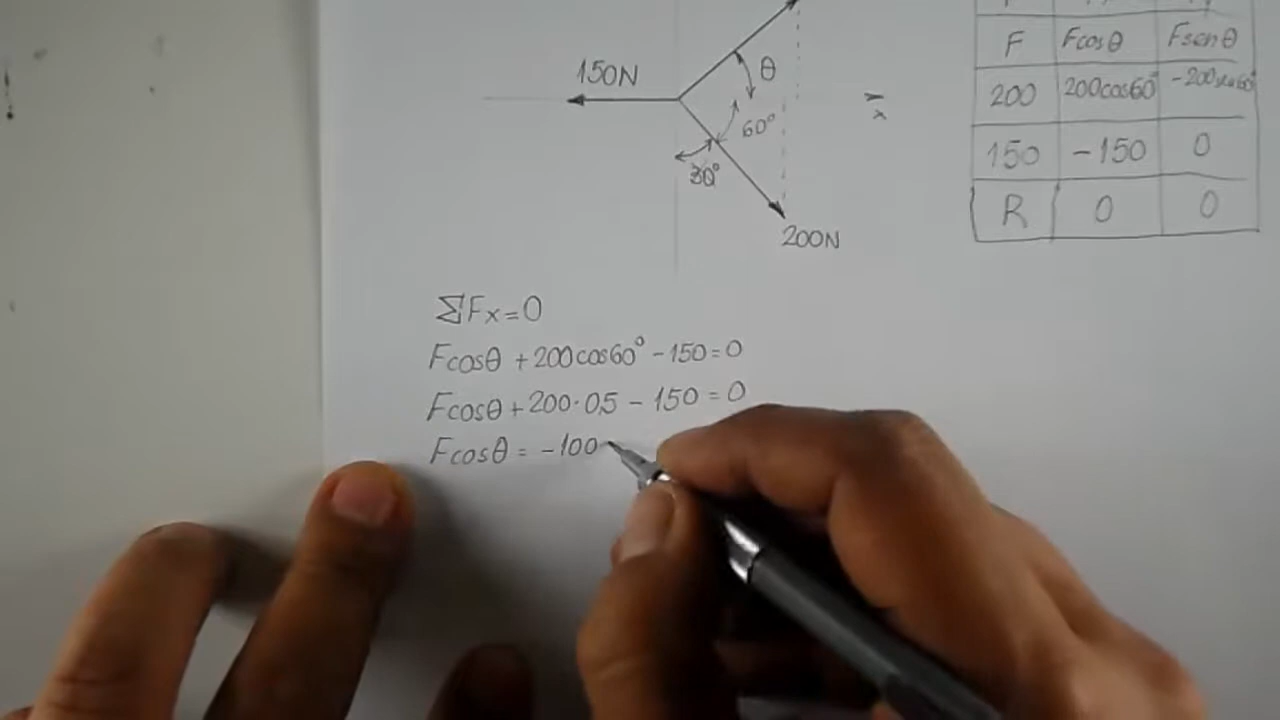 150N
θ
60°
30°
200N
F Fcosθ Fsenθ
200 200cos60° -200sen60°
150 -150 0
R 0 0
ΣFx=0
Fcosθ +200cos60° -150=0
Fcosθ+200·0,5 - 150 = 0
Fcosθ = -100